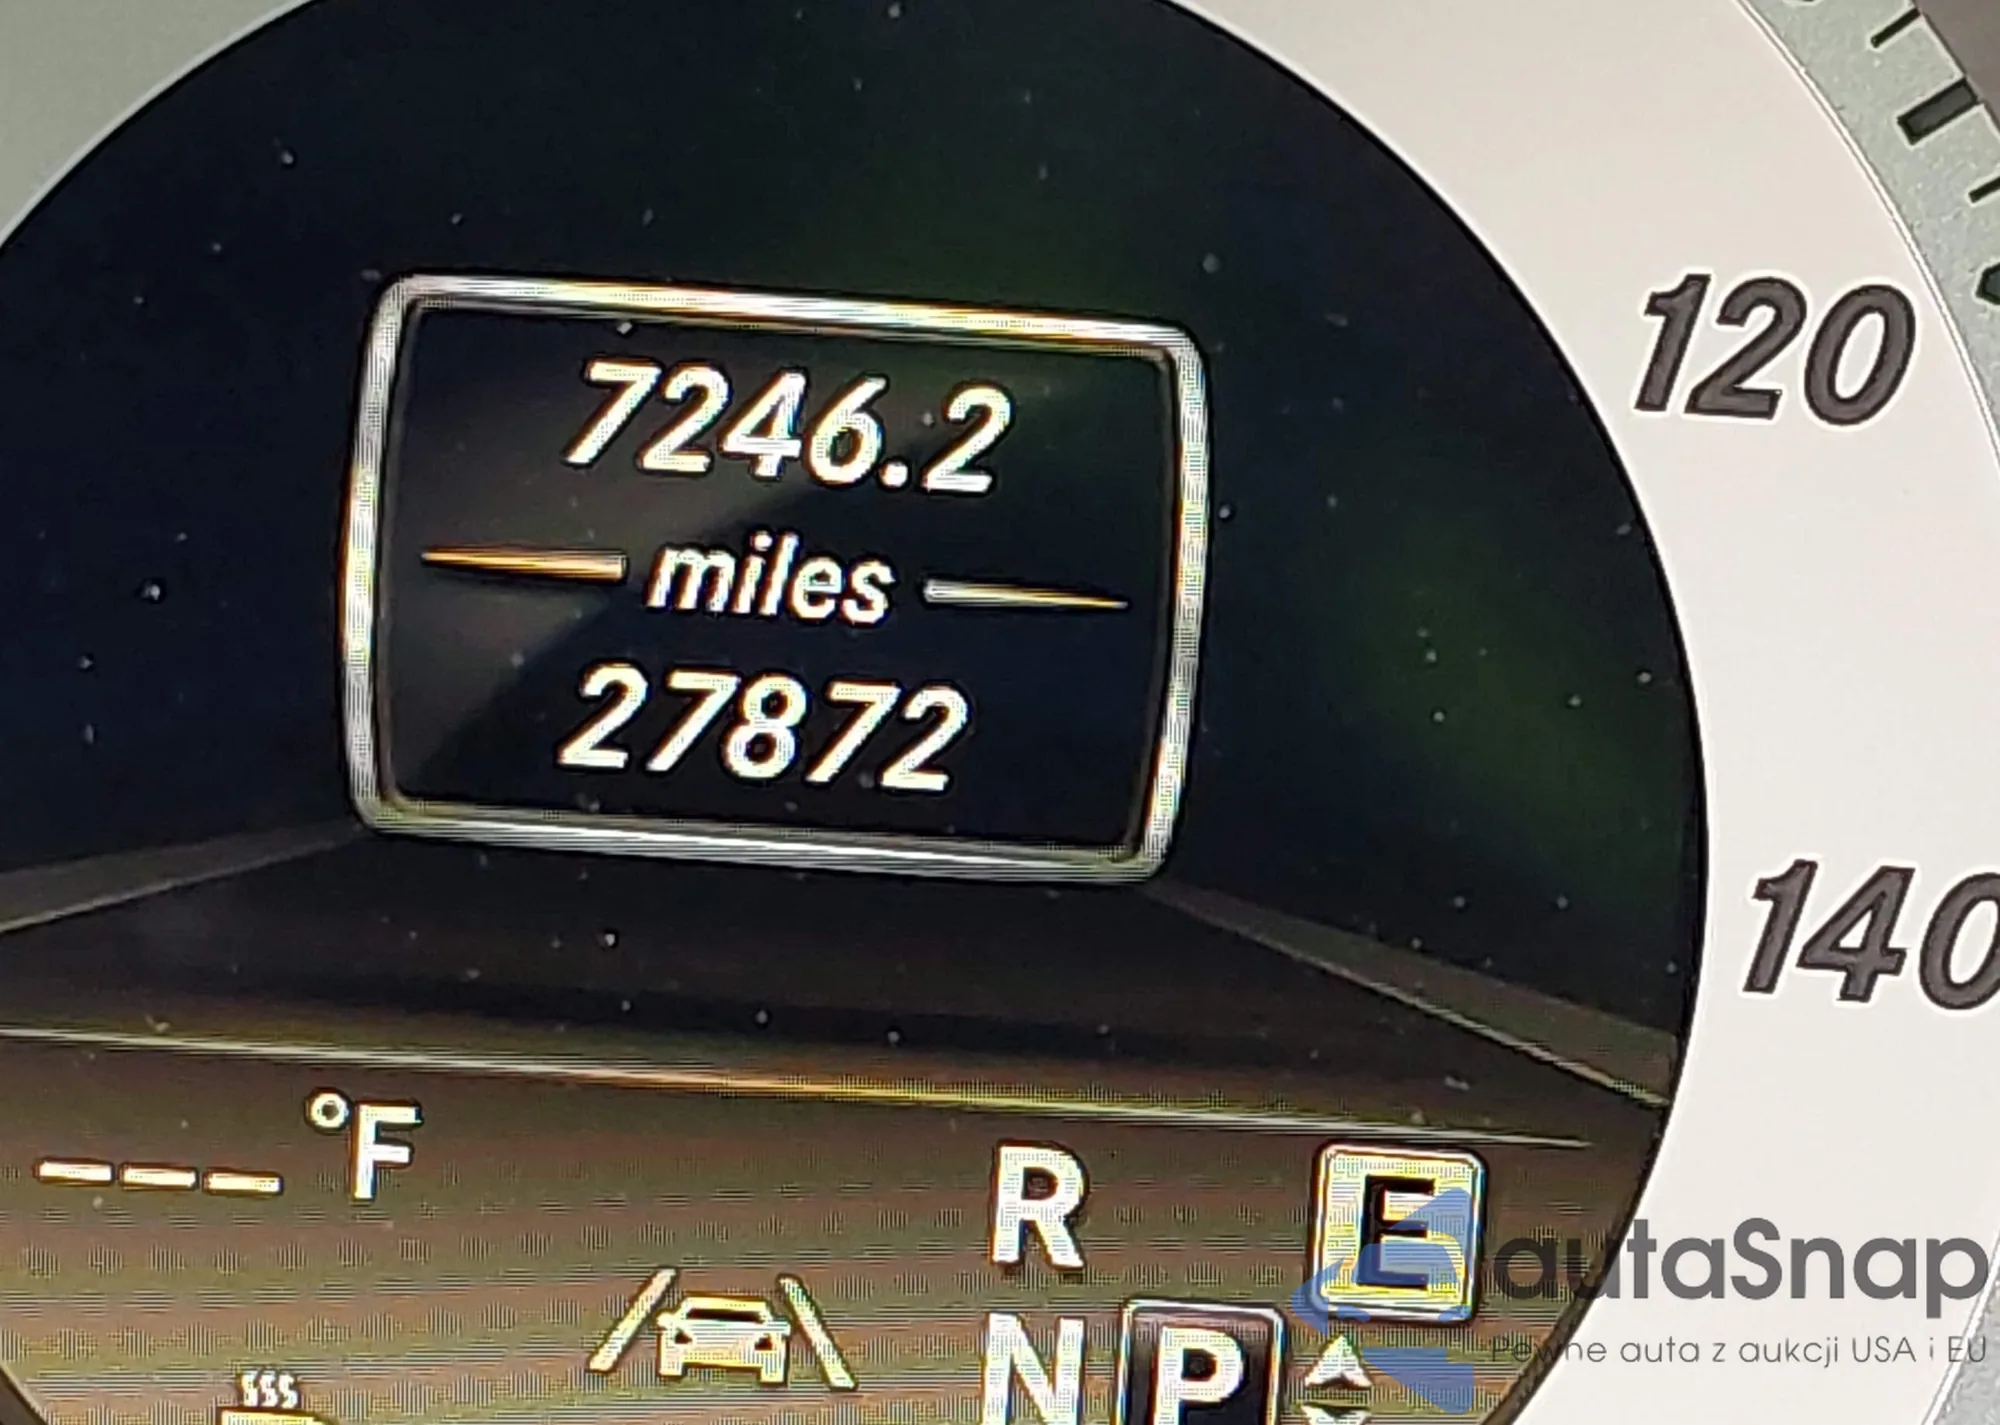 120
7246.2
miles
27872
140
---°F
R
E
N
P
autaSnap
Pewne auta z aukcji USA i EU